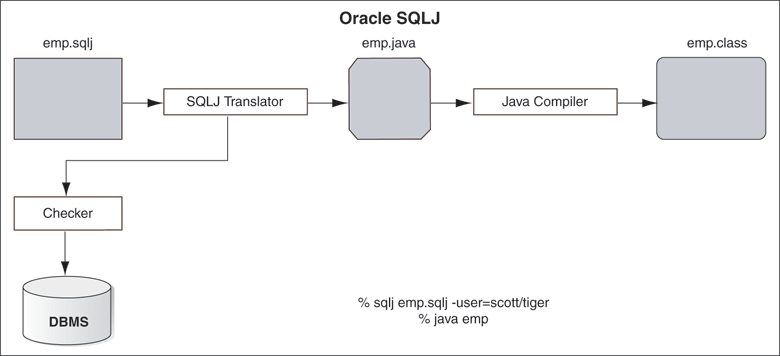 Oracle SQLJ
emp.sqlj
emp.java
emp.class
SQLJ Translator
Java Compiler
Checker
DBMS
% sqlj emp.sqlj -user=scott/tiger
% java emp